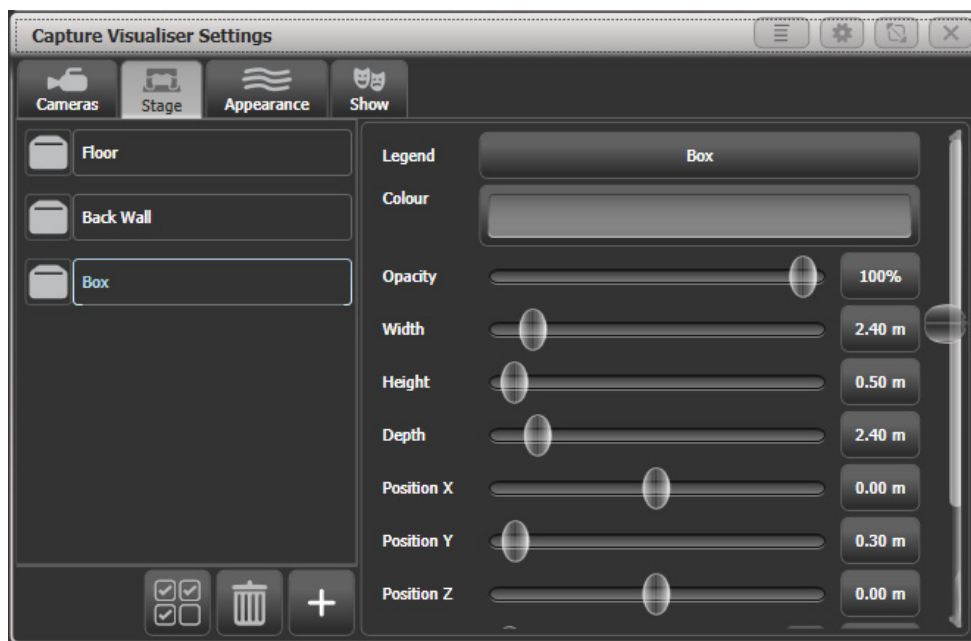 Capture Visualiser Settings
Cameras
Stage
Appearance
Show
Floor
Back Wall
Box
Legend Box
Colour
Opacity 100%
Width 2.40 m
Height 0.50 m
Depth 2.40 m
Position X 0.00 m
Position Y 0.30 m
Position Z 0.00 m